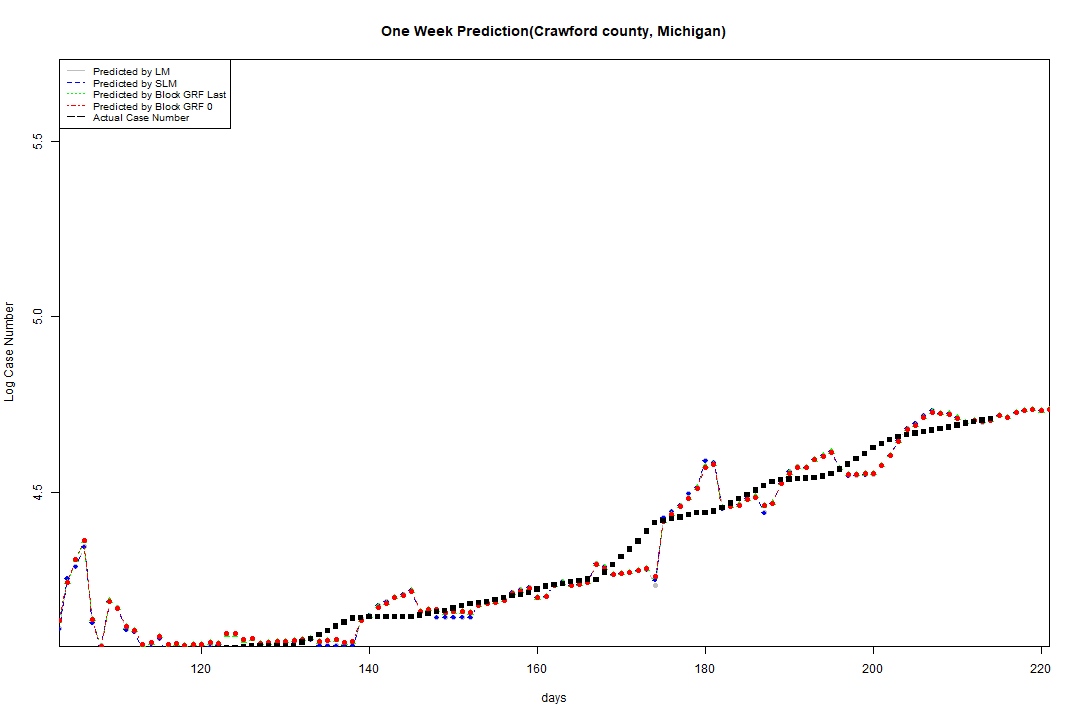 One Week Prediction(Crawford county, Michigan)
Predicted by LM
Predicted by SLM
Predicted by Block GRF Last
Predicted by Block GRF 0
Actual Case Number
5.5
5.0
4.5
Log Case Number
120 140 160 180 200 220
days